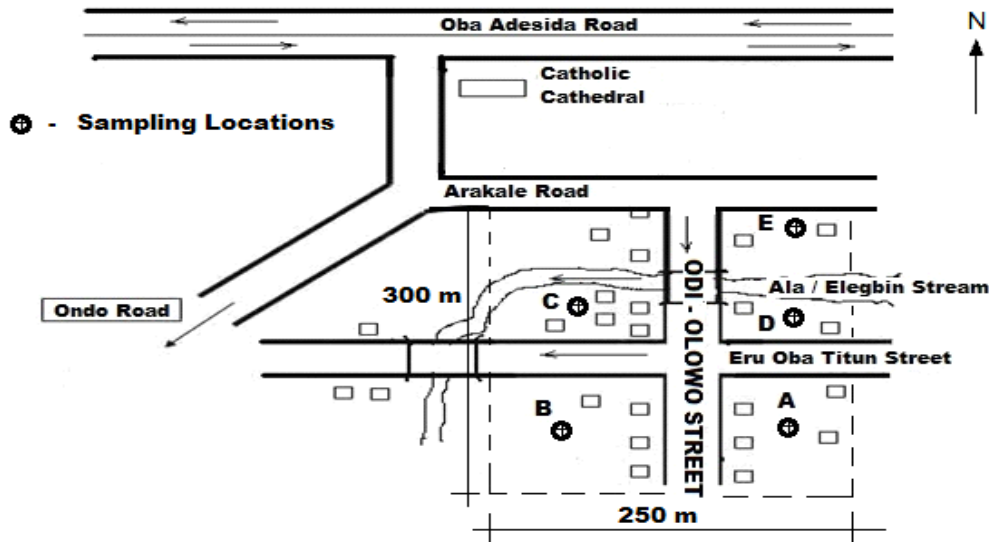 Oba Adesida Road
N
Catholic
Cathedral
- Sampling Locations
Arakale Road
E
ODI - OLOWO STREET
300 m
C
Ala / Elegbin Stream
Ondo Road
D
Eru Oba Titun Street
B
A
250 m